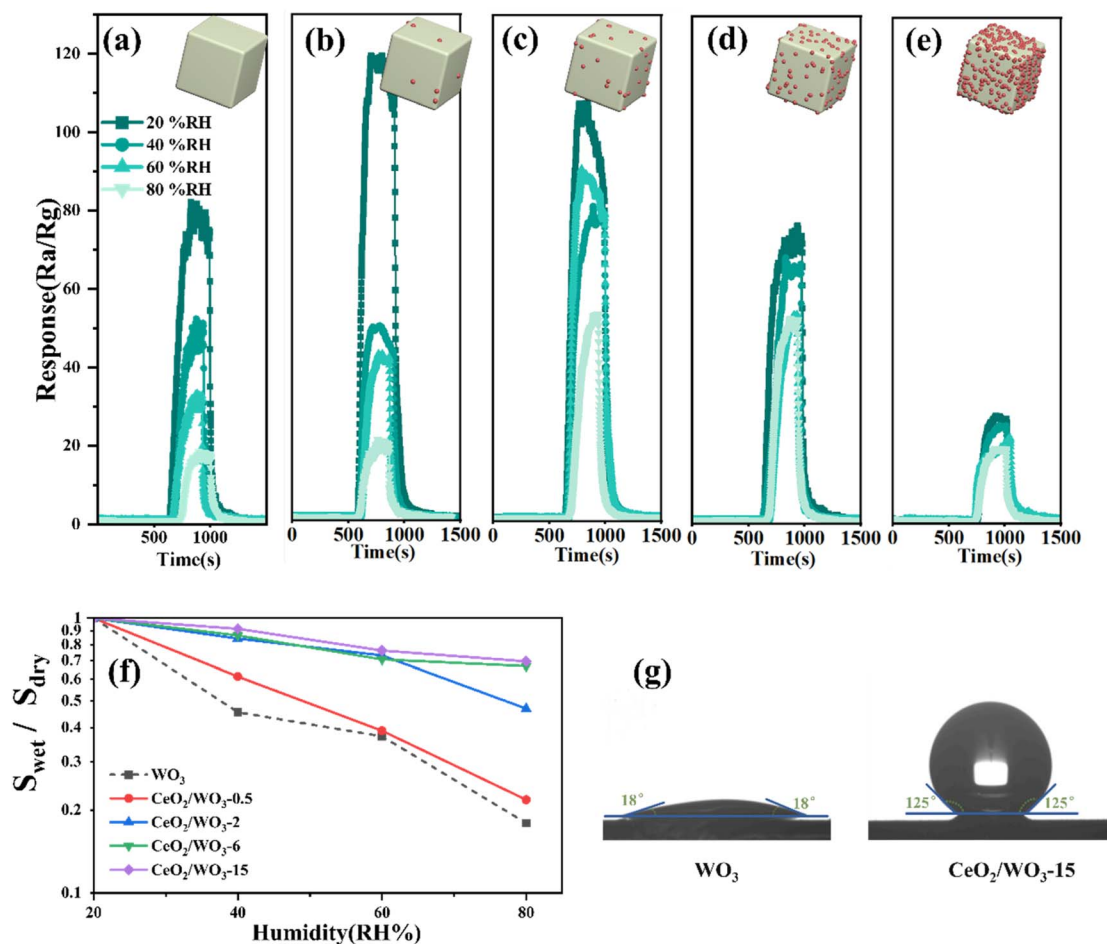 (a)
(b)
(c)
(d)
(e)
20 %RH
40 %RH
60 %RH
80 %RH
Response(Ra/Rg)
120
100
80
60
40
20
0
500 1000
0 500 1000 1500
0 500 1000 1500
0 500 1000 1500
0 500 1000 1500
Time(s)
Time(s)
Time(s)
Time(s)
Time(s)
(f)
S_wet / S_dry
1
0.9
0.8
0.7
0.6
0.5
0.4
0.3
0.2
0.1
WO₃
CeO₂/WO₃-0.5
CeO₂/WO₃-2
CeO₂/WO₃-6
CeO₂/WO₃-15
20 40 60 80
Humidity(RH%)
(g)
18° 18°
125° 125°
WO₃
CeO₂/WO₃-15